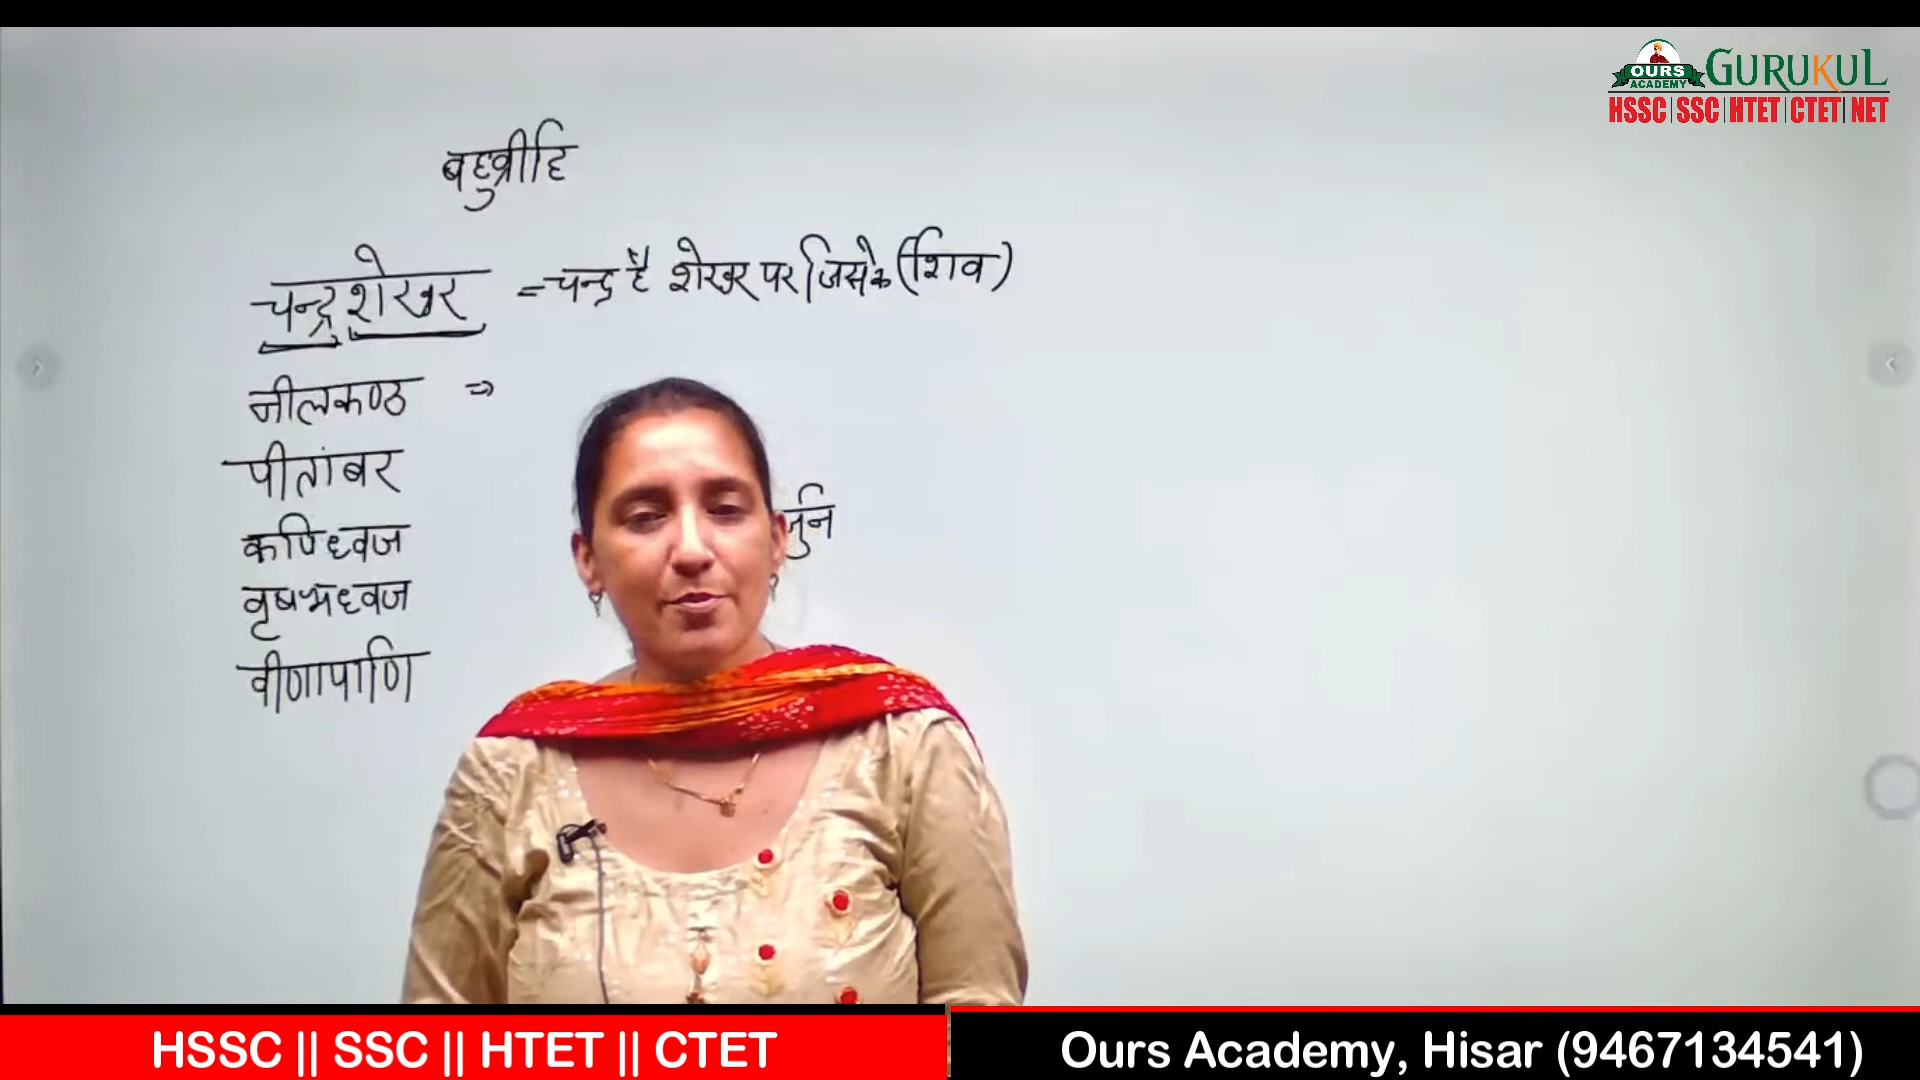 OURS ACADEMY GURUKUL
HSSC | SSC | HTET | CTET | NET
बहुव्रीहि
चन्द्रशेखर = चन्द्र है शेखर पर जिसके (शिव)
नीलकण्ठ ⇒
पीतांबर
कपिध्वज र्जुन
वृषभध्वज
वीणापाणि
HSSC || SSC || HTET || CTET
Ours Academy, Hisar (9467134541)